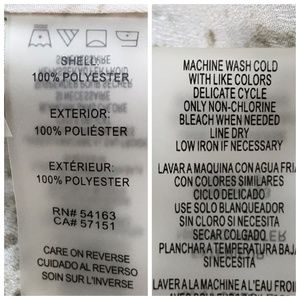 SHELL:
100% POLYESTER
EXTERIOR:
100% POLIÉSTER
EXTÉRIEUR:
100% POLYESTER
RN# 54163
CA# 57151
CARE ON REVERSE
CUIDADO AL REVERSO
SOIN SUR L'INVERSE
MACHINE WASH COLD
WITH LIKE COLORS
DELICATE CYCLE
ONLY NON-CHLORINE
BLEACH WHEN NEEDED
LINE DRY
LOW IRON IF NECESSARY
LAVAR A MAQUINA CON AGUA FRIA
CON COLORES SIMILARES
CICLO DELICADO
USE SOLO BLANQUEADOR
SIN CLORO SI NECESITA
SECAR COLGADO
PLANCHAR A TEMPERATURA BAJA
SI NECESITA
LAVER A LA MACHINE A L'EAU FROI